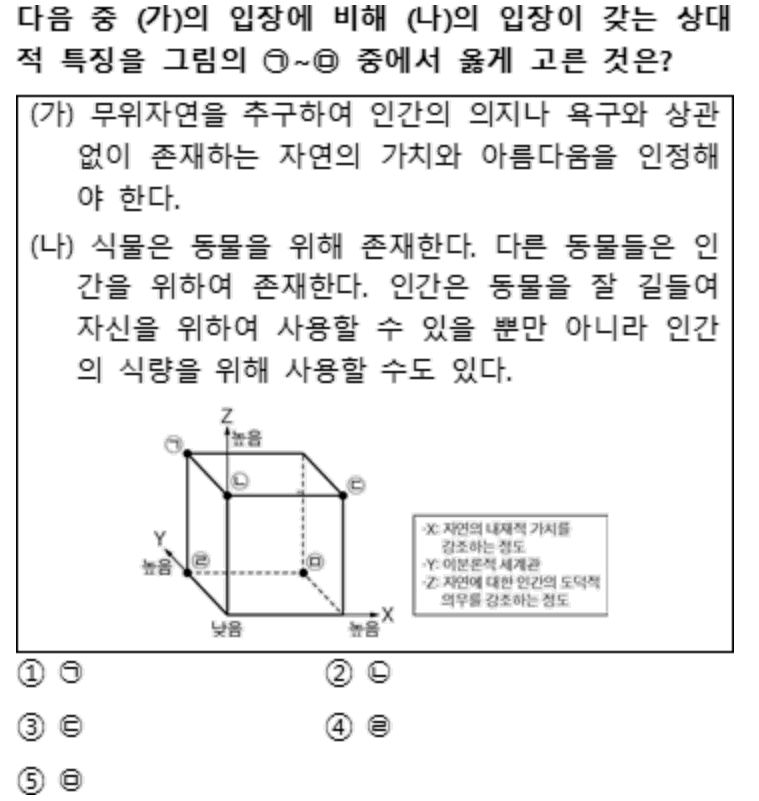 다음 중 (가)의 입장에 비해 (나)의 입장이 갖는 상대
적 특징을 그림의 ㉠~㉤ 중에서 옳게 고른 것은?
(가) 무위자연을 추구하여 인간의 의지나 욕구와 상관
없이 존재하는 자연의 가치와 아름다움을 인정해
야 한다.
(나) 식물은 동물을 위해 존재한다. 다른 동물들은 인
간을 위하여 존재한다. 인간은 동물을 잘 길들여
자신을 위하여 사용할 수 있을 뿐만 아니라 인간
의 식량을 위해 사용할 수도 있다.
Z
높음
㉠
㉡
㉢
Y
높음
㉣
㉤
X
낮음
높음
·X: 자연의 내재적 가치를
강조하는 정도
·Y: 이분론적 세계관
·Z: 자연에 대한 인간의 도덕적
의무를 강조하는 정도
① ㉠
② ㉡
③ ㉢
④ ㉣
⑤ ㉤